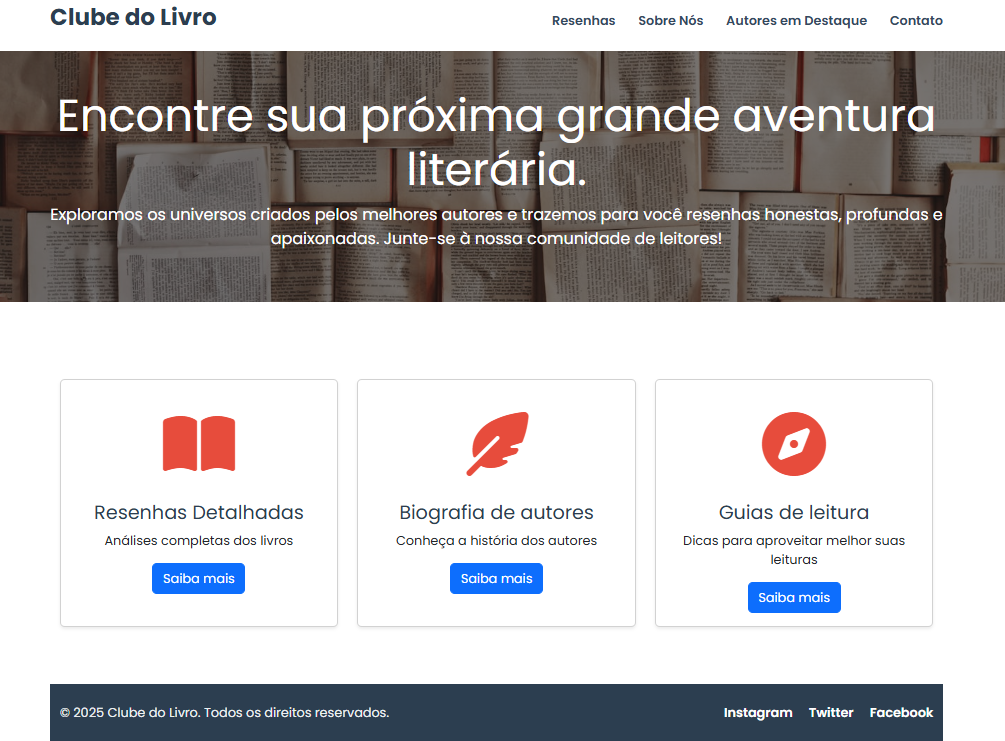 Clube do Livro
Resenhas Sobre Nós Autores em Destaque Contato
Encontre sua próxima grande aventura
literária.
Exploramos os universos criados pelos melhores autores e trazemos para você resenhas honestas, profundas e
apaixonadas. Junte-se à nossa comunidade de leitores!
Resenhas Detalhadas
Análises completas dos livros
Saiba mais
Biografia de autores
Conheça a história dos autores
Saiba mais
Guias de leitura
Dicas para aproveitar melhor suas
leituras
Saiba mais
© 2025 Clube do Livro. Todos os direitos reservados.
Instagram Twitter Facebook